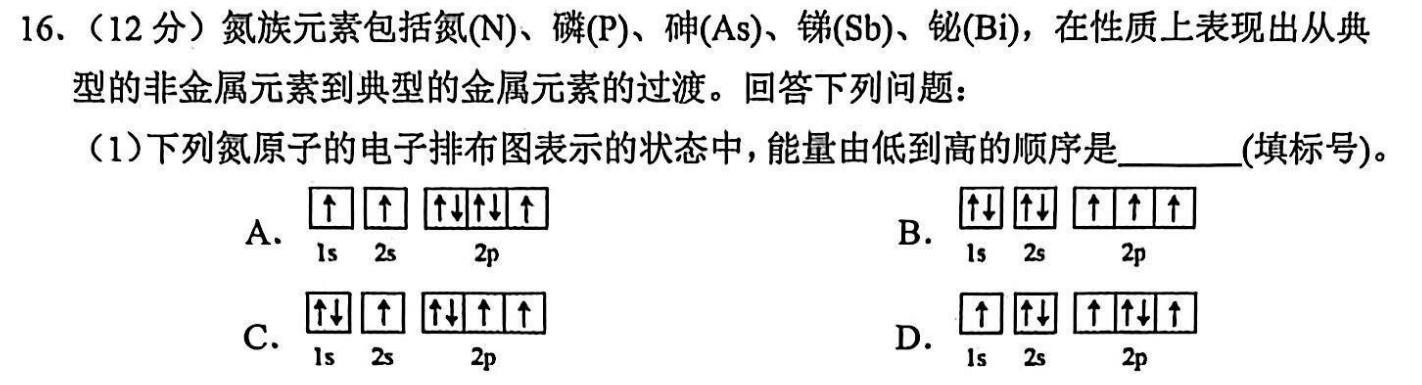 16.（12 分）氮族元素包括氮(N)、磷(P)、砷(As)、锑(Sb)、铋(Bi)，在性质上表现出从典
型的非金属元素到典型的金属元素的过渡。回答下列问题：
（1）下列氮原子的电子排布图表示的状态中，能量由低到高的顺序是______(填标号)。
A. ↑ ↑ ↑↓ ↑↓ ↑
1s 2s 2p
B. ↑↓ ↑↓ ↑ ↑ ↑
1s 2s 2p
C. ↑↓ ↑ ↑↓ ↑ ↑
1s 2s 2p
D. ↑ ↑↓ ↑ ↑↓ ↑
1s 2s 2p